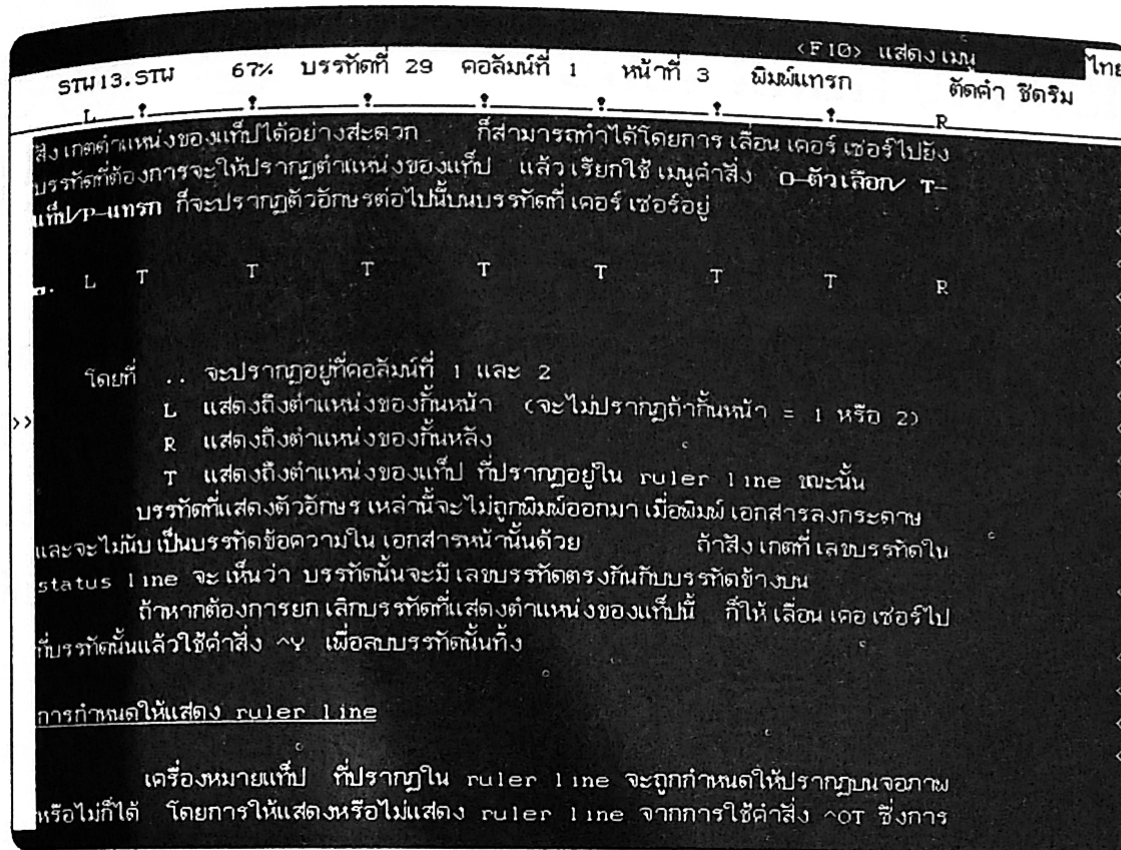 <F10> แสดงเมนู ไทย
STW13.STW 67% บรรทัดที่ 29 คอลัมน์ที่ 1 หน้าที่ 3 พิมพ์แทรก ตัดคำ ชิดริม
L R
สังเกตตำแหน่งของแท็ปได้อย่างสะดวก ก็สามารถทำได้โดยการเลื่อนเคอร์เซอร์ไปยัง
บรรทัดที่ต้องการจะให้ปรากฏตำแหน่งของแท็ป แล้วเรียกใช้เมนูคำสั่ง O-ตัวเลือก/ T-
แท็ป/P-แทรก ก็จะปรากฏตัวอักษรต่อไปนี้บนบรรทัดที่เคอร์เซอร์อยู่
.. L T T T T T T T R
โดยที่ .. จะปรากฏอยู่ที่คอลัมน์ที่ 1 และ 2
>> L แสดงถึงตำแหน่งของกั้นหน้า (จะไม่ปรากฏถ้ากั้นหน้า = 1 หรือ 2)
R แสดงถึงตำแหน่งของกั้นหลัง
T แสดงถึงตำแหน่งของแท็ป ที่ปรากฏอยู่ใน ruler line ขณะนั้น
บรรทัดที่แสดงตัวอักษรเหล่านี้จะไม่ถูกพิมพ์ออกมาเมื่อพิมพ์เอกสารลงกระดาษ
และจะไม่นับเป็นบรรทัดข้อความในเอกสารหน้านั้นด้วย ถ้าสังเกตที่เลขบรรทัดใน
status line จะเห็นว่า บรรทัดนั้นจะมีเลขบรรทัดตรงกันกับบรรทัดข้างบน
ถ้าหากต้องการยกเลิกบรรทัดที่แสดงตำแหน่งของแท็ปนี้ ก็ให้เลื่อนเคอเซอร์ไป
ที่บรรทัดนั้นแล้วใช้คำสั่ง ^Y เพื่อลบบรรทัดนั้นทิ้ง
การกำหนดให้แสดง ruler line
เครื่องหมายแท็ป ที่ปรากฏใน ruler line จะถูกกำหนดให้ปรากฏบนจอภาพ
หรือไม่ก็ได้ โดยการให้แสดงหรือไม่แสดง ruler line จากการใช้คำสั่ง ^OT ซึ่งการ